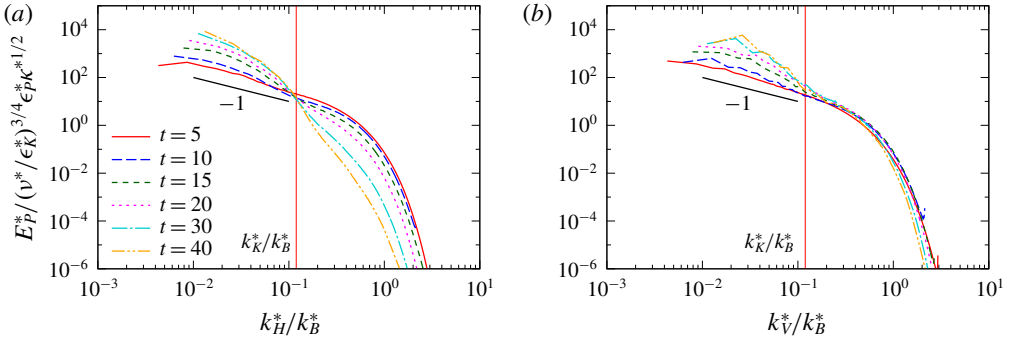 (a)
(b)
E*_P/(ν*/ϵ*_K)^{3/4}ϵ*_Pκ*^{1/2}
10^4
10^2
10^0
10^{−2}
10^{−4}
10^{−6}
−1
t = 5
t = 10
t = 15
t = 20
t = 30
t = 40
k*_K/k*_B
10^{−3} 10^{−2} 10^{−1} 10^0 10^1
k*_H/k*_B
10^4
10^2
10^0
10^{−2}
10^{−4}
10^{−6}
−1
k*_K/k*_B
10^{−3} 10^{−2} 10^{−1} 10^0 10^1
k*_V/k*_B